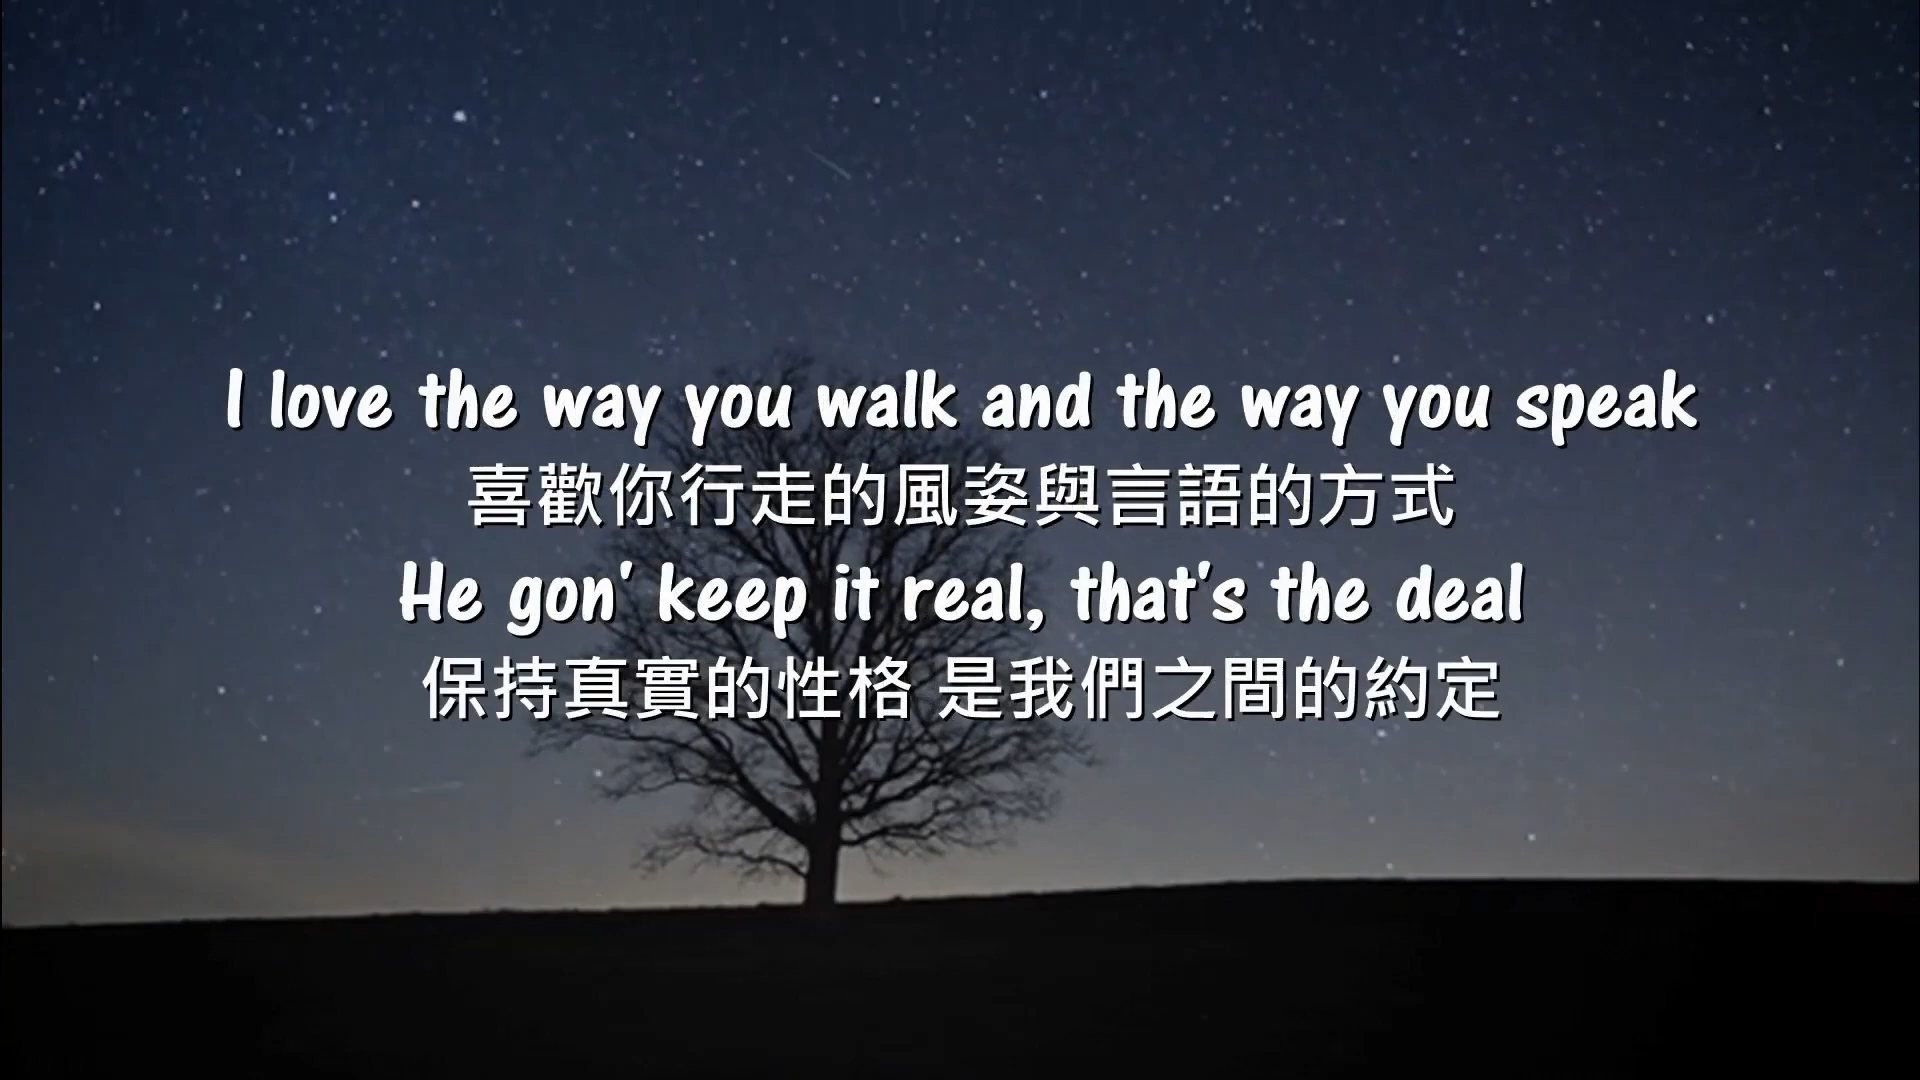 I love the way you walk and the way you speak
喜歡你行走的風姿與言語的方式
He gon' keep it real, that's the deal
保持真實的性格 是我們之間的約定